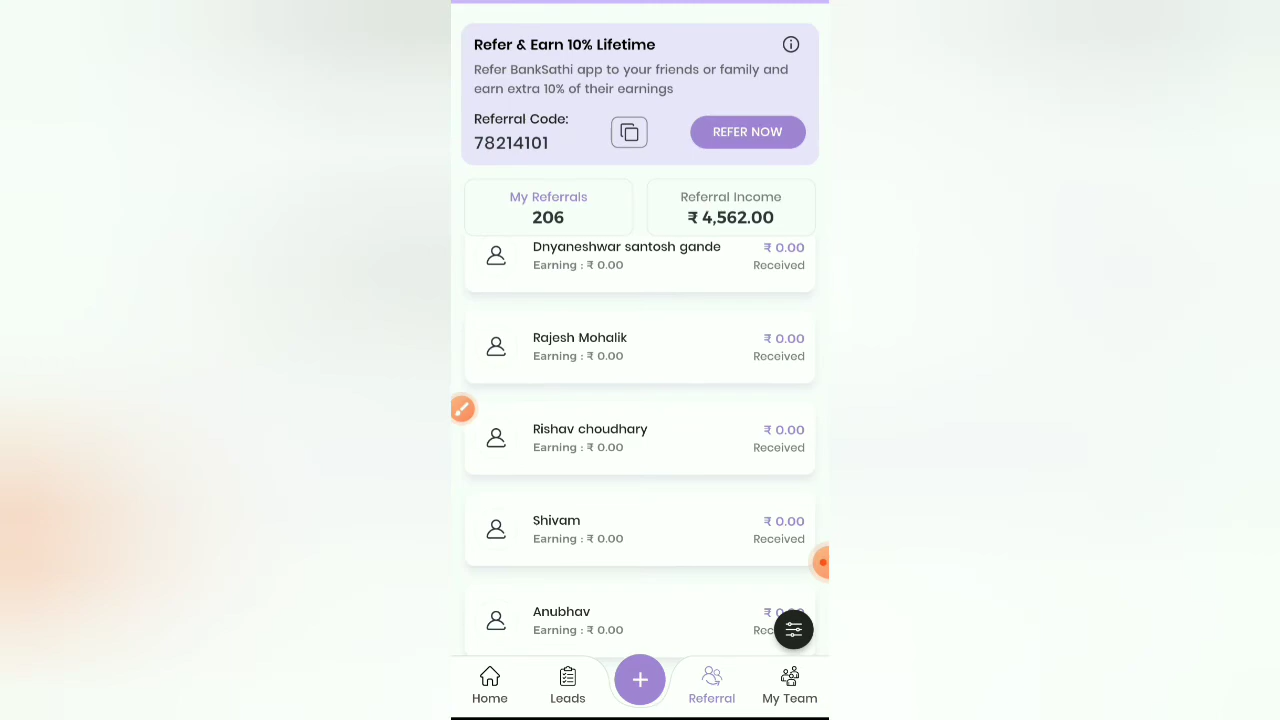 Refer & Earn 10% Lifetime
Refer BankSathi app to your friends or family and
earn extra 10% of their earnings
Referral Code:
78214101
REFER NOW
My Referrals
206
Referral Income
₹ 4,562.00
Dnyaneshwar santosh gande
₹ 0.00
Earning : ₹ 0.00
Received
Rajesh Mohalik
₹ 0.00
Earning : ₹ 0.00
Received
Rishav choudhary
₹ 0.00
Earning : ₹ 0.00
Received
Shivam
₹ 0.00
Earning : ₹ 0.00
Received
Anubhav
Earning : ₹ 0.00
Home
Leads
Referral
My Team